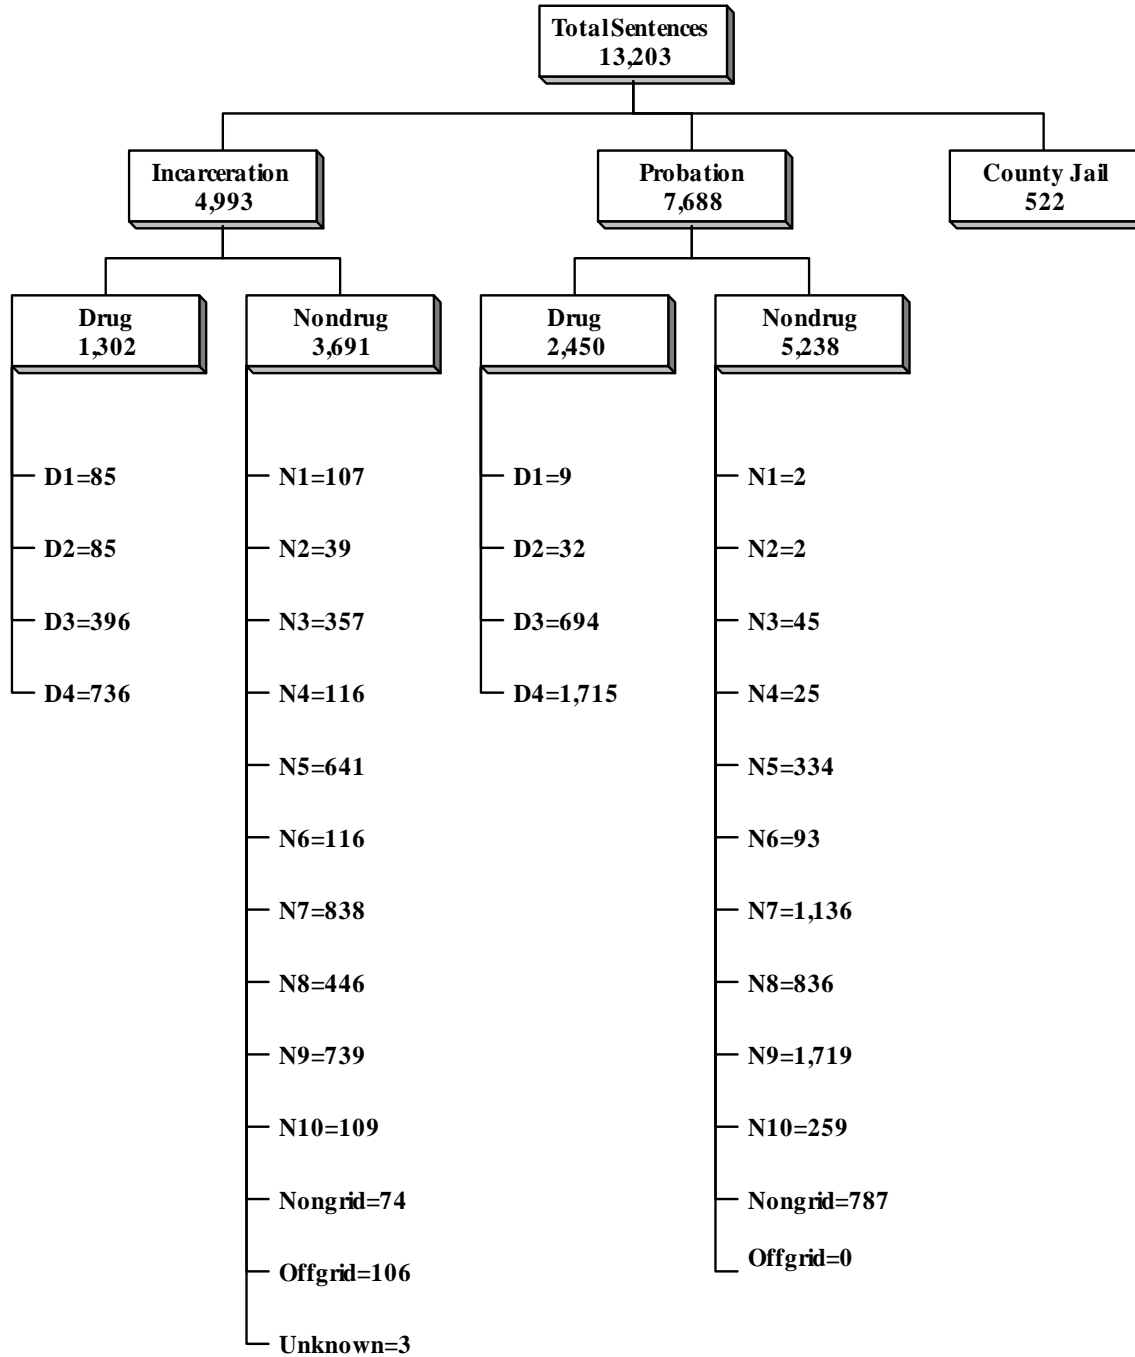 Total Sentences
13,203
Incarceration
4,993
Probation
7,688
County Jail
522
Drug
1,302
Nondrug
3,691
Drug
2,450
Nondrug
5,238
D1=85
D2=85
D3=396
D4=736
N1=107
N2=39
N3=357
N4=116
N5=641
N6=116
N7=838
N8=446
N9=739
N10=109
Nongrid=74
Offgrid=106
Unknown=3
D1=9
D2=32
D3=694
D4=1,715
N1=2
N2=2
N3=45
N4=25
N5=334
N6=93
N7=1,136
N8=836
N9=1,719
N10=259
Nongrid=787
Offgrid=0